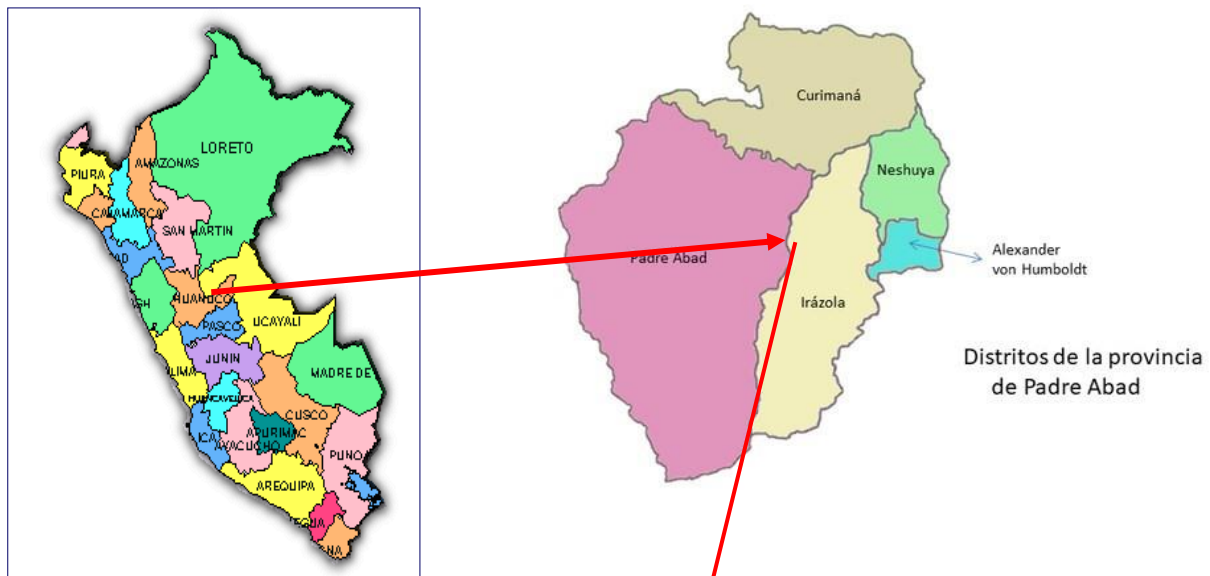 LORETO
AMAZONAS
PIURA
CAJAMARCA
SAN MARTIN
HUANUCO
PASCO
UCAYALI
JUNIN
LIMA
MADRE DE
HUANCAVELICA
CUSCO
APURIMAC
ICA
AYACUCHO
PUNO
AREQUIPA
Curimaná
Neshuya
Padre Abad
Alexander
von Humboldt
Irázola
Distritos de la provincia
de Padre Abad